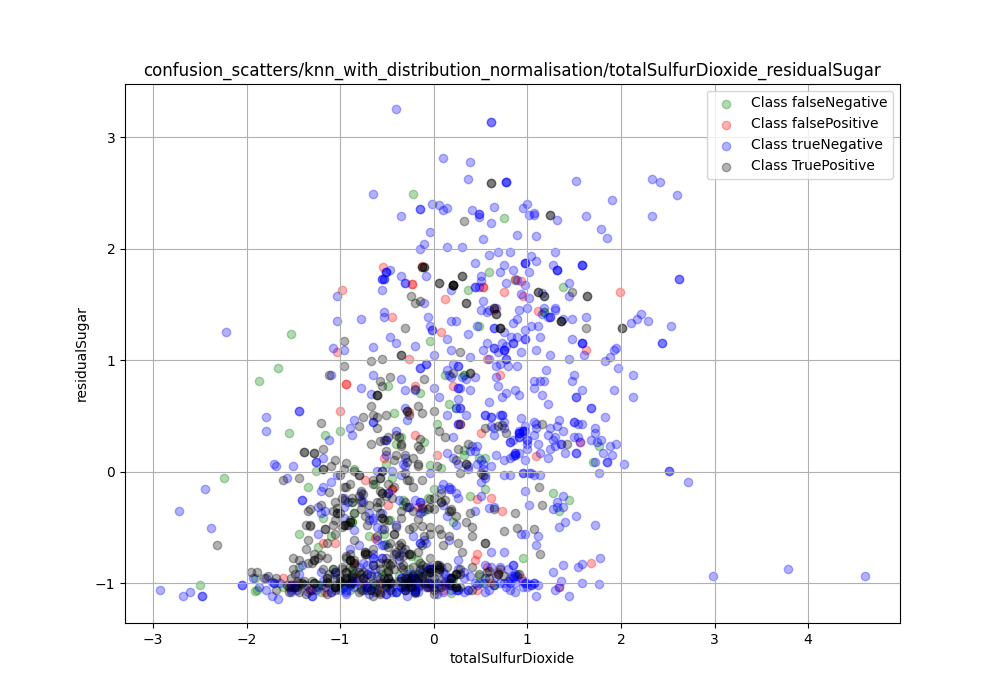 confusion_scatters/knn_with_distribution_normalisation/totalSulfurDioxide_residualSugar
Class falseNegative
Class falsePositive
Class trueNegative
Class TruePositive
3
2
1
0
−1
residualSugar
−3 −2 −1 0 1 2 3 4
totalSulfurDioxide